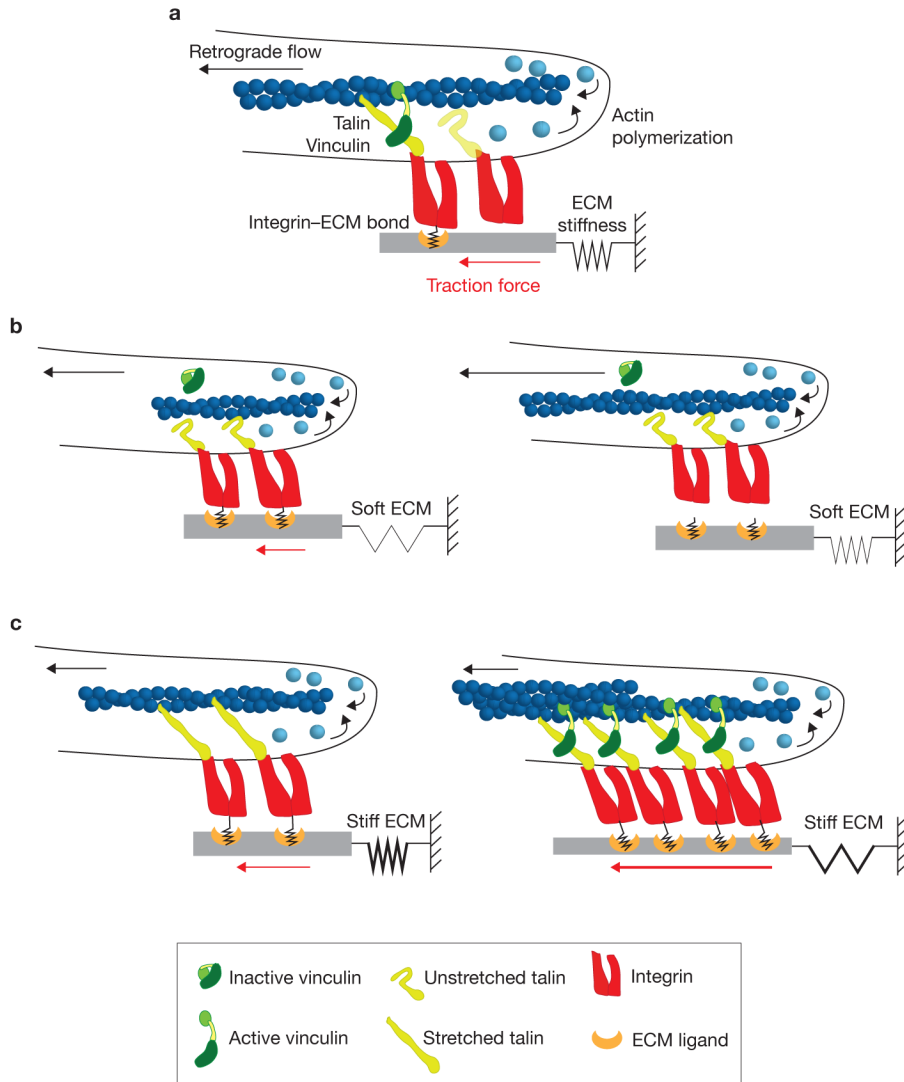 a
Retrograde flow
Talin
Vinculin
Actin
polymerization
Integrin–ECM bond
ECM
stiffness
Traction force
b
Soft ECM
Soft ECM
c
Stiff ECM
Stiff ECM
Inactive vinculin
Unstretched talin
Integrin
Active vinculin
Stretched talin
ECM ligand